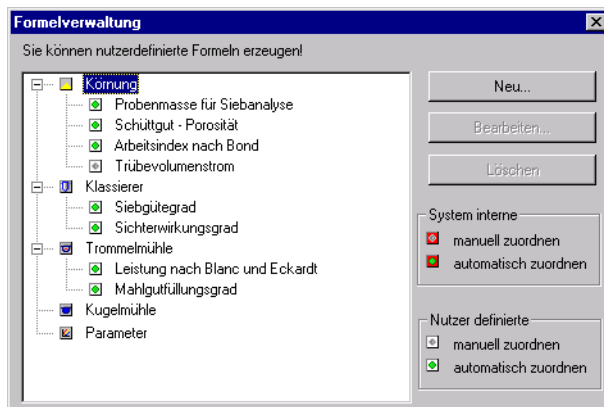 Formelverwaltung
Sie können nutzerdefinierte Formeln erzeugen!
Körnung
Probenmasse für Siebanalyse
Schüttgut - Porosität
Arbeitsindex nach Bond
Trübevolumenstrom
Klassierer
Siebgütegrad
Sichterwirkungsgrad
Trommelmühle
Leistung nach Blanc und Eckardt
Mahlgutfüllungsgrad
Kugelmühle
Parameter
Neu...
Bearbeiten...
Löschen
System interne
manuell zuordnen
automatisch zuordnen
Nutzer definierte
manuell zuordnen
automatisch zuordnen